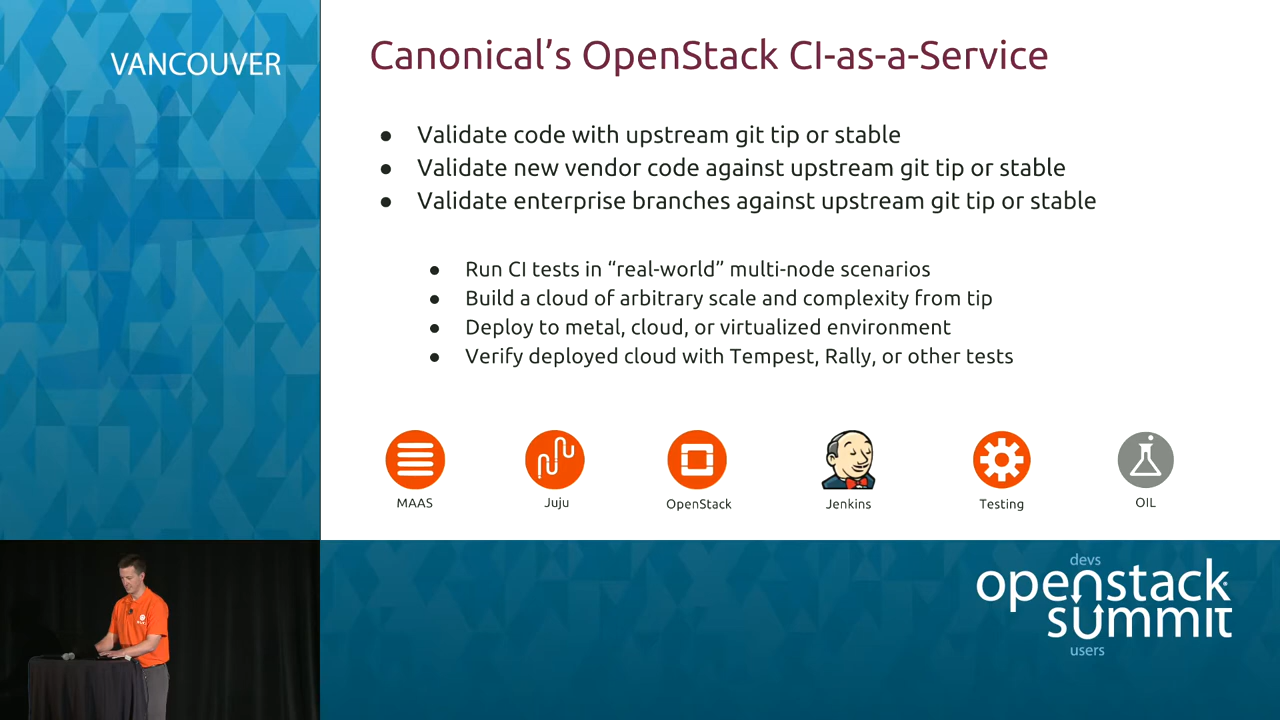 VANCOUVER
Canonical’s OpenStack CI-as-a-Service
● Validate code with upstream git tip or stable
● Validate new vendor code against upstream git tip or stable
● Validate enterprise branches against upstream git tip or stable
● Run CI tests in “real-world” multi-node scenarios
● Build a cloud of arbitrary scale and complexity from tip
● Deploy to metal, cloud, or virtualized environment
● Verify deployed cloud with Tempest, Rally, or other tests
MAAS
Juju
OpenStack
Jenkins
Testing
OIL
devs
openstack
summit
users